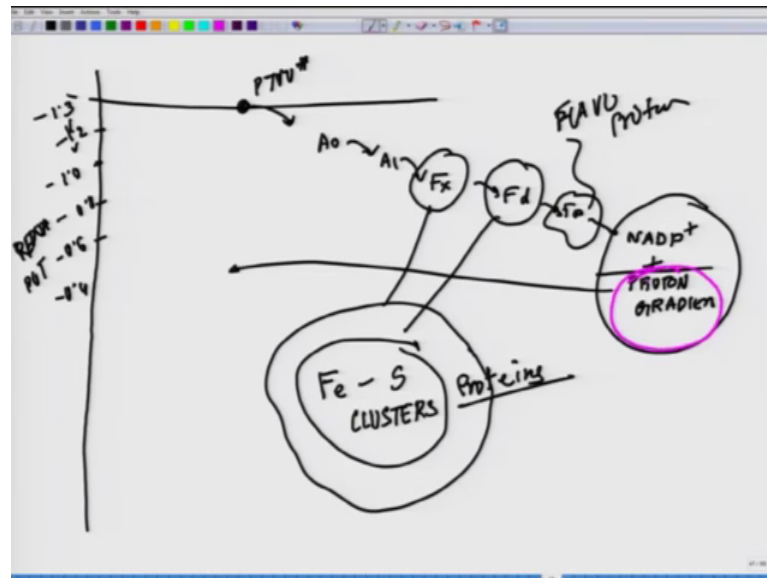 P700*
-1.3
-1.2
-1.0
-0.8
-0.6
-0.4
REDOX
POT
A0
A1
Fx
Fd
Fp
FLAVO
Protein
NADP+
+
PROTON
GRADIEN
Fe - S
CLUSTERS
Proteins